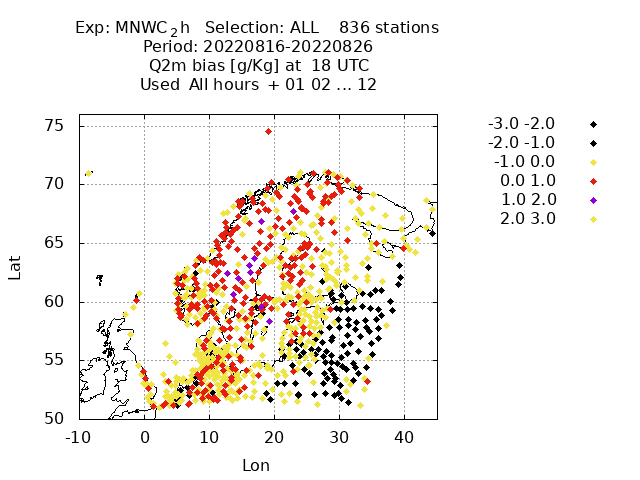 Exp: MNWC_2h Selection: ALL 836 stations
Period: 20220816-20220826
Q2m bias [g/Kg] at 18 UTC
Used All hours + 01 02 ... 12
-3.0 -2.0
-2.0 -1.0
-1.0 0.0
0.0 1.0
1.0 2.0
2.0 3.0
Lat
75
70
65
60
55
50
-10 0 10 20 30 40
Lon